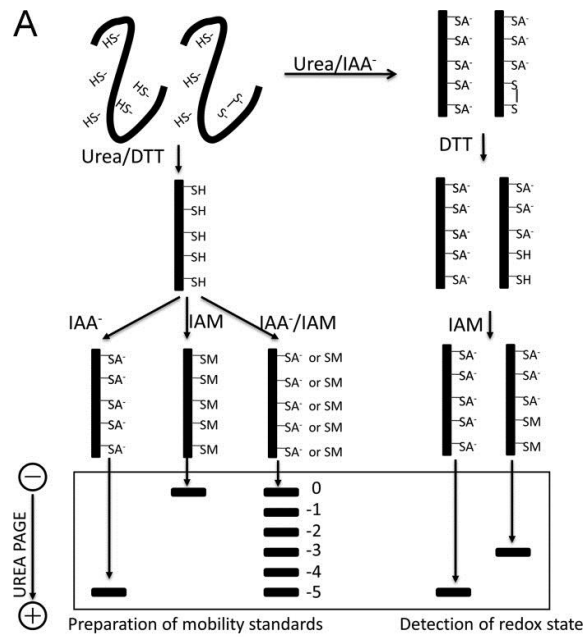 A
HS-
HS-
HS-
HS-
HS-
HS-
HS-
HS-
S-S
Urea/IAA-
SA-
SA-
SA-
SA-
SA-
SA-
SA-
SA-
S
S
Urea/DTT
DTT
SH
SH
SH
SH
SH
SA-
SA-
SA-
SA-
SA-
SA-
SA-
SA-
SH
SH
IAA-
IAM
IAA-/IAM
IAM
SA-
SA-
SA-
SA-
SA-
SM
SM
SM
SM
SM
SA- or SM
SA- or SM
SA- or SM
SA- or SM
SA- or SM
SA-
SA-
SA-
SA-
SA-
SA-
SA-
SA-
SM
SM
−
UREA PAGE
+
0
-1
-2
-3
-4
-5
Preparation of mobility standards
Detection of redox state